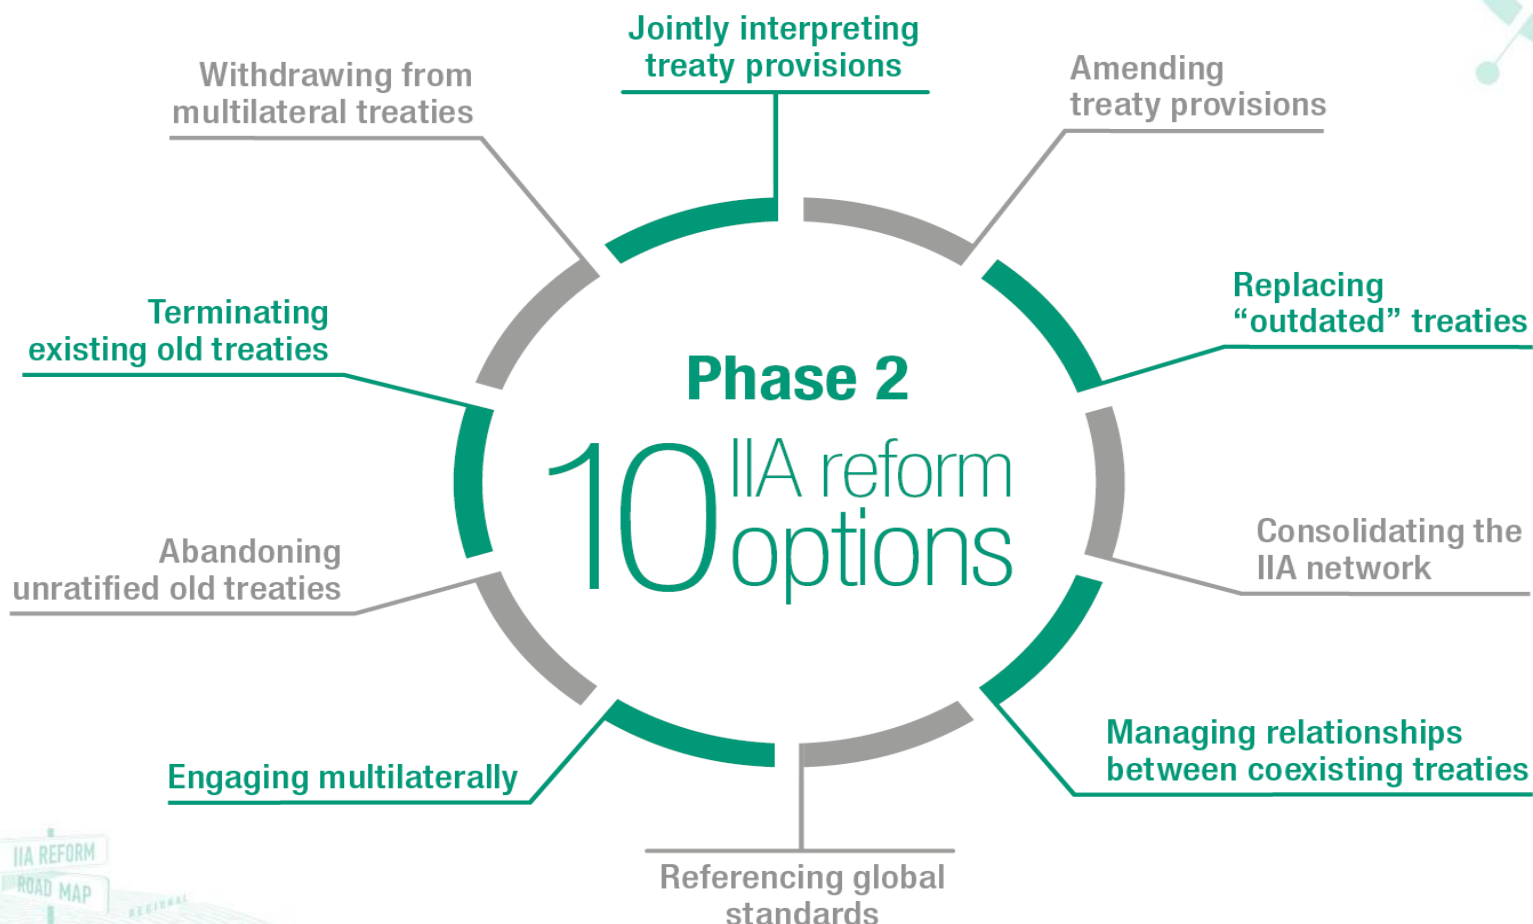 Jointly interpreting
treaty provisions
Amending
treaty provisions
Replacing
“outdated” treaties
Consolidating the
IIA network
Managing relationships
between coexisting treaties
Referencing global
standards
Engaging multilaterally
Abandoning
unratified old treaties
Terminating
existing old treaties
Withdrawing from
multilateral treaties
Phase 2
10 IIA reform
options
IIA REFORM
ROAD MAP
REGIONAL